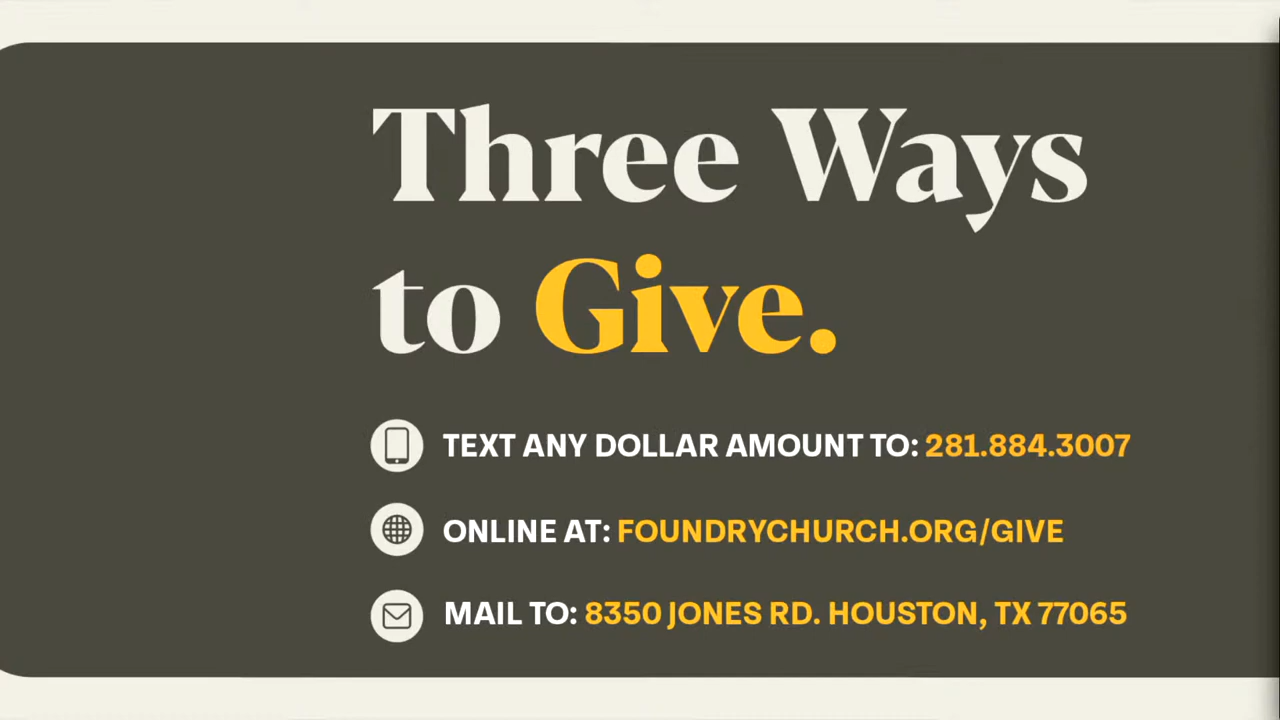 Three Ways
to Give.
TEXT ANY DOLLAR AMOUNT TO: 281.884.3007
ONLINE AT: FOUNDRYCHURCH.ORG/GIVE
MAIL TO: 8350 JONES RD. HOUSTON, TX 77065